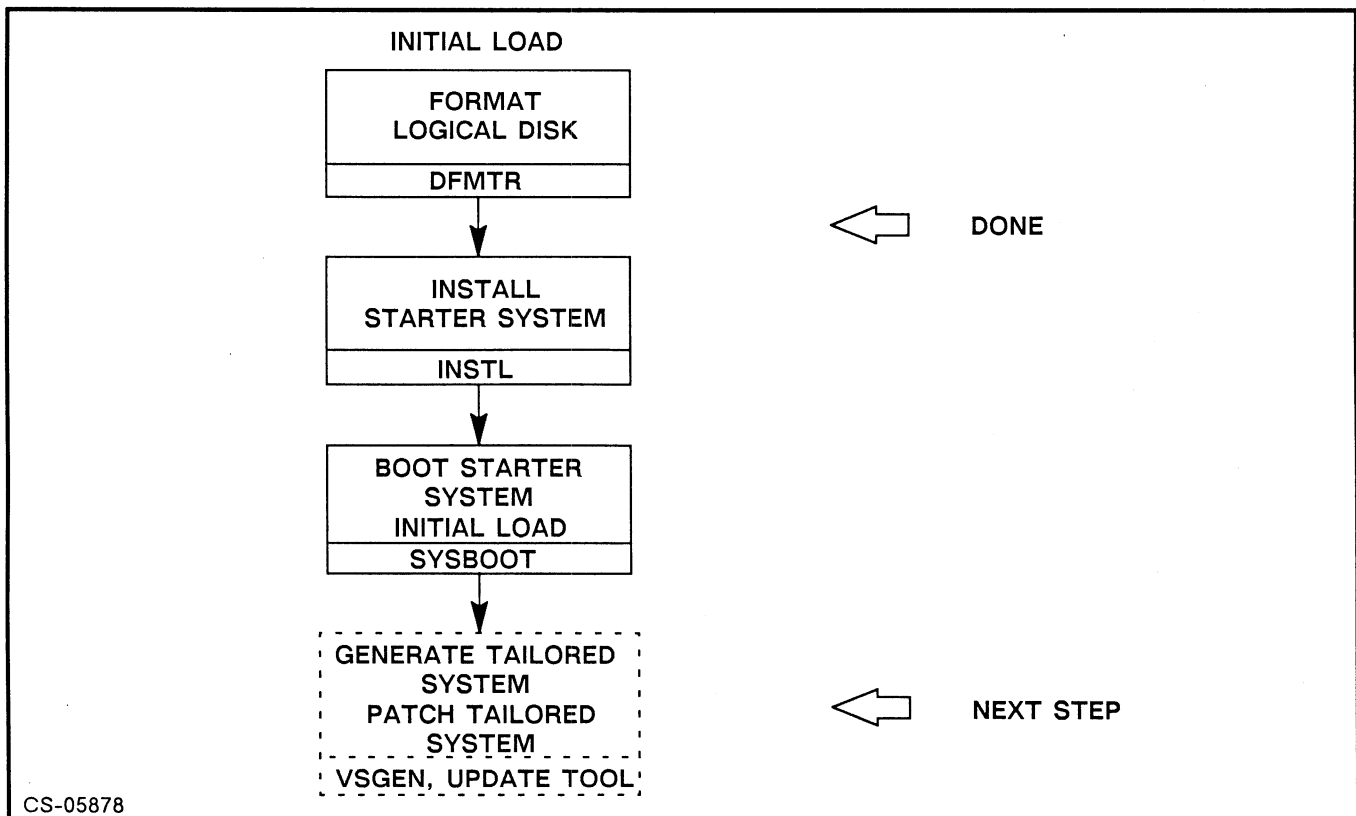 INITIAL LOAD
FORMAT
LOGICAL DISK
DFMTR
DONE
INSTALL
STARTER SYSTEM
INSTL
BOOT STARTER
SYSTEM
INITIAL LOAD
SYSBOOT
GENERATE TAILORED
SYSTEM
PATCH TAILORED
SYSTEM
VSGEN, UPDATE TOOL
NEXT STEP
CS-05878